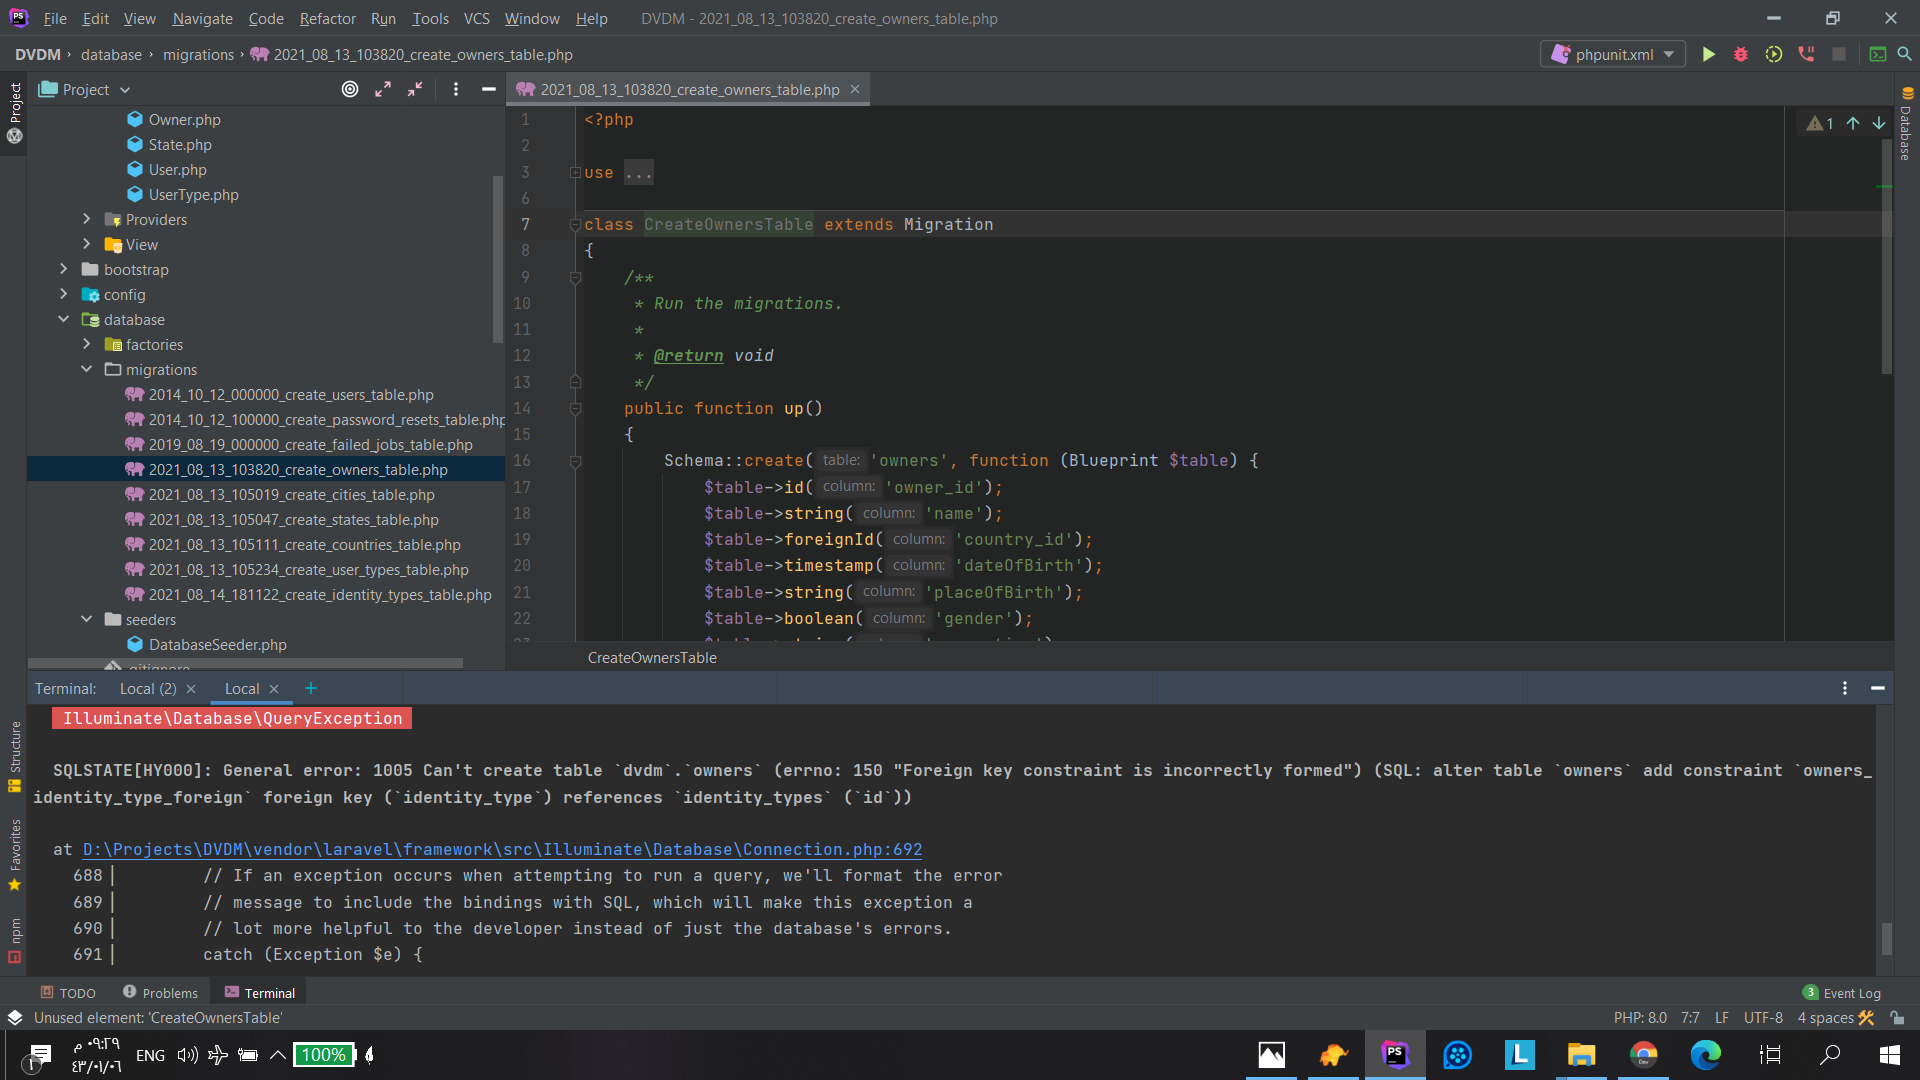 File Edit View Navigate Code Refactor Run Tools VCS Window Help DVDM - 2021_08_13_103820_create_owners_table.php
DVDM database migrations 2021_08_13_103820_create_owners_table.php phpunit.xml
Project
Project
2021_08_13_103820_create_owners_table.php
Database
Owner.php
State.php
User.php
UserType.php
Providers
View
bootstrap
config
database
factories
migrations
2014_10_12_000000_create_users_table.php
2014_10_12_100000_create_password_resets_table.php
2019_08_19_000000_create_failed_jobs_table.php
2021_08_13_103820_create_owners_table.php
2021_08_13_105019_create_cities_table.php
2021_08_13_105047_create_states_table.php
2021_08_13_105111_create_countries_table.php
2021_08_13_105234_create_user_types_table.php
2021_08_14_181122_create_identity_types_table.php
seeders
DatabaseSeeder.php
.gitignore
1 <?php
2
3 use ...
6
7 class CreateOwnersTable extends Migration
8 {
9 /**
10 * Run the migrations.
11 *
12 * @return void
13 */
14 public function up()
15 {
16 Schema::create( table: 'owners', function (Blueprint $table) {
17 $table->id( column: 'owner_id');
18 $table->string( column: 'name');
19 $table->foreignId( column: 'country_id');
20 $table->timestamp( column: 'dateOfBirth');
21 $table->string( column: 'placeOfBirth');
22 $table->boolean( column: 'gender');
1
CreateOwnersTable
Terminal: Local (2) Local
Illuminate\Database\QueryException
SQLSTATE[HY000]: General error: 1005 Can't create table `dvdm`.`owners` (errno: 150 "Foreign key constraint is incorrectly formed") (SQL: alter table `owners` add constraint `owners_
identity_type_foreign` foreign key (`identity_type`) references `identity_types` (`id`))
at D:\Projects\DVDM\vendor\laravel\framework\src\Illuminate\Database\Connection.php:692
688 // If an exception occurs when attempting to run a query, we'll format the error
689 // message to include the bindings with SQL, which will make this exception a
690 // lot more helpful to the developer instead of just the database's errors.
691 catch (Exception $e) {
Structure
Favorites
npm
TODO Problems Terminal 3 Event Log
Unused element: 'CreateOwnersTable' PHP: 8.0 7:7 LF UTF-8 4 spaces
١ ٠٩:٢٩ م ENG 100%
٤٣/٠١/٠٦
PS
L
Dev